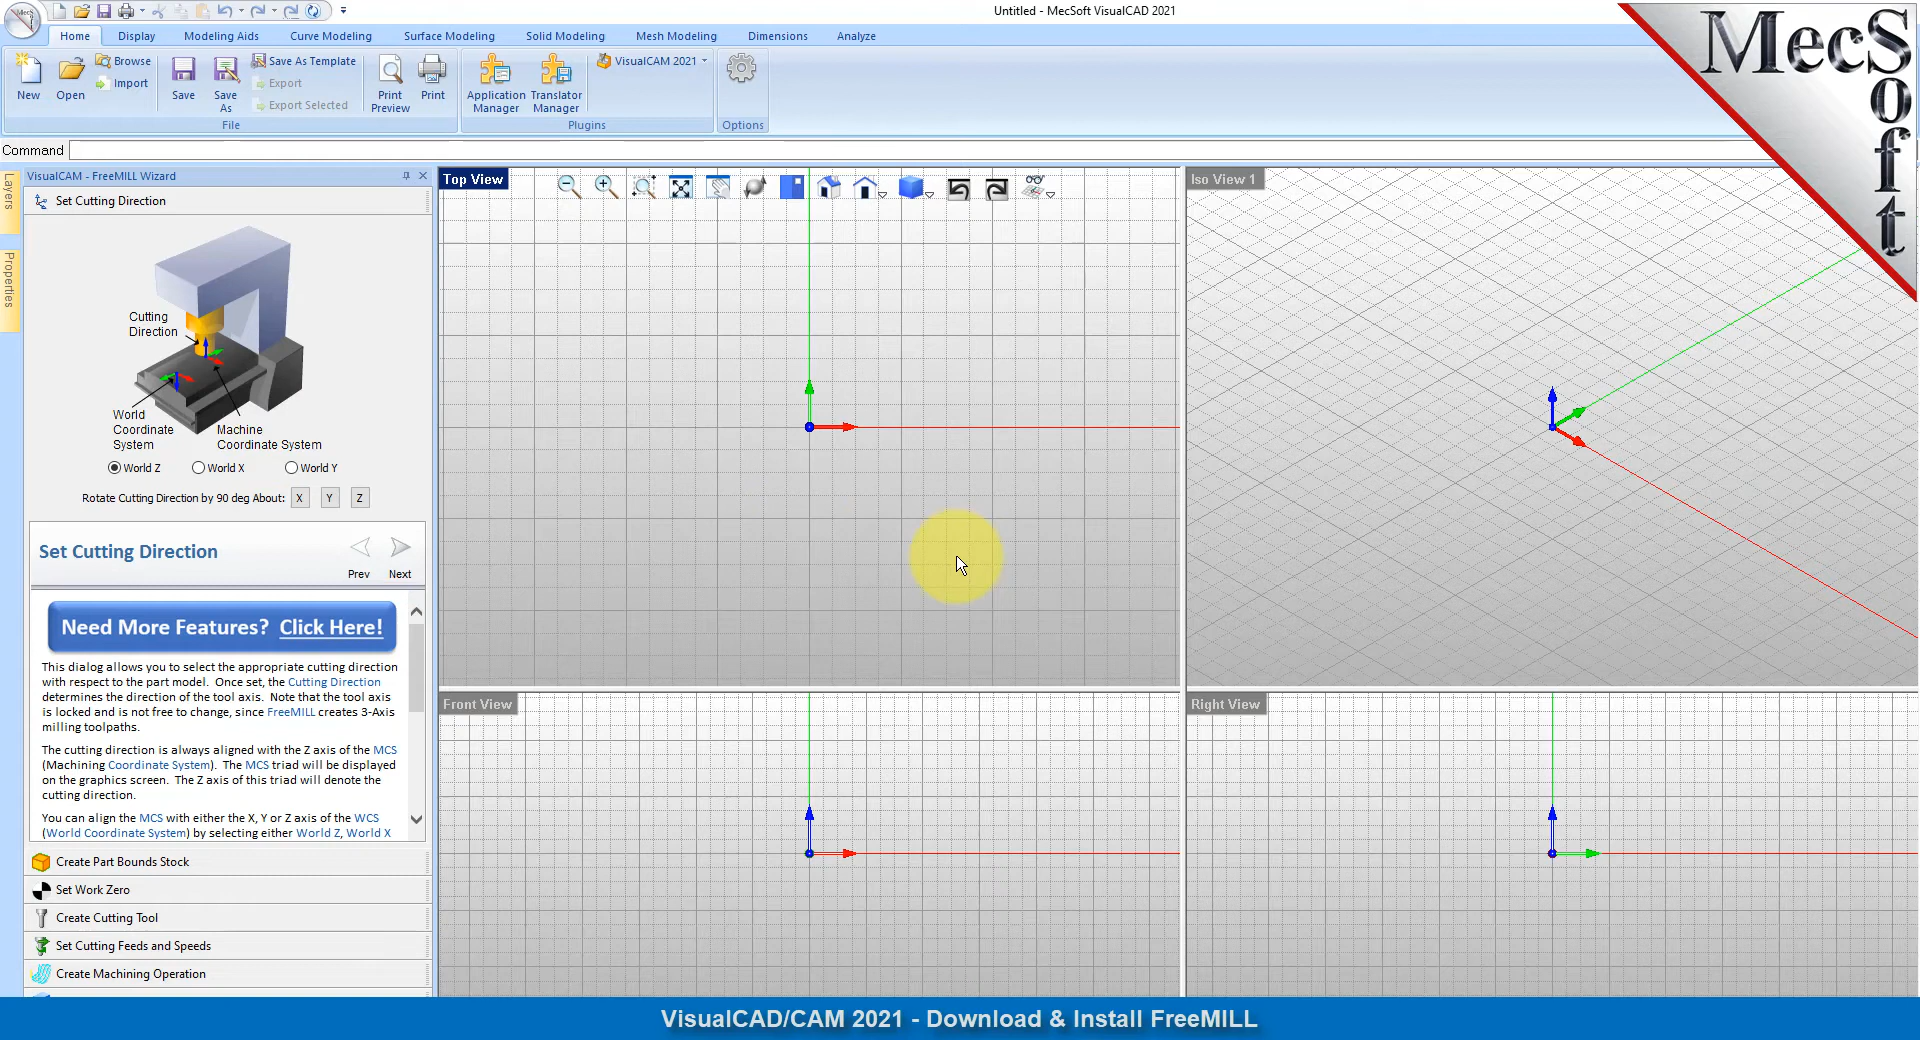 Untitled - MecSoft VisualCAD 2021
Home
Display
Modeling Aids
Curve Modeling
Surface Modeling
Solid Modeling
Mesh Modeling
Dimensions
Analyze
New
Open
Browse
Import
Save
Save
As
Save As Template
Export
Export Selected
Print
Preview
Print
File
Application
Manager
Translator
Manager
VisualCAM 2021
Plugins
Options
MecSoft
Command
Layers
Properties
VisualCAM - FreeMILL Wizard
Set Cutting Direction
Cutting
Direction
World
Coordinate
System
Machine
Coordinate System
World Z
World X
World Y
Rotate Cutting Direction by 90 deg About:
X
Y
Z
Set Cutting Direction
Prev
Next
Need More Features? Click Here!
This dialog allows you to select the appropriate cutting direction
with respect to the part model. Once set, the Cutting Direction
determines the direction of the tool axis. Note that the tool axis
is locked and is not free to change, since FreeMILL creates 3-Axis
milling toolpaths.
The cutting direction is always aligned with the Z axis of the MCS
(Machining Coordinate System). The MCS triad will be displayed
on the graphics screen. The Z axis of this triad will denote the
cutting direction.
You can align the MCS with either the X, Y or Z axis of the WCS
(World Coordinate System) by selecting either World Z, World X
Create Part Bounds Stock
Set Work Zero
Create Cutting Tool
Set Cutting Feeds and Speeds
Create Machining Operation
Top View
Iso View 1
Front View
Right View
VisualCAD/CAM 2021 - Download & Install FreeMILL